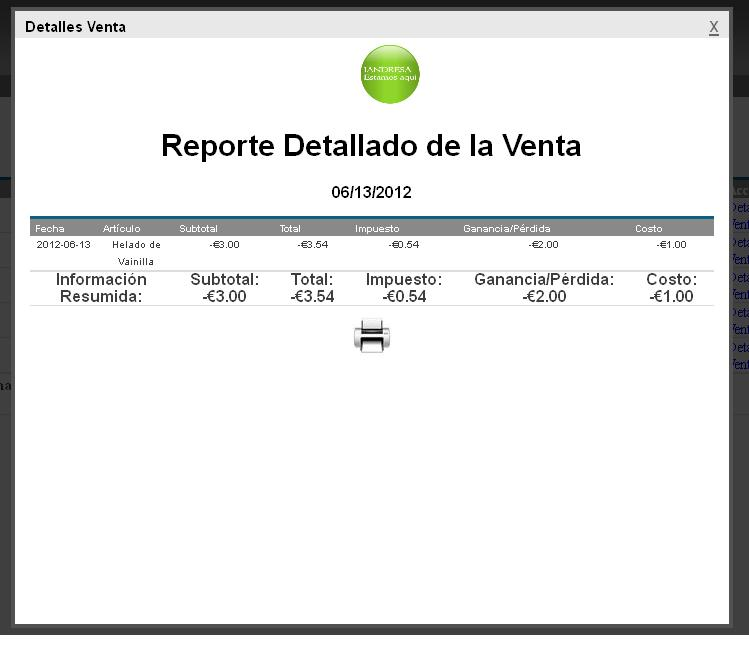 Detalles Venta X
IANDRESA
Estamos aqui
Reporte Detallado de la Venta
06/13/2012
Fecha Artículo Subtotal Total Impuesto Ganancia/Pérdida Costo
2012-06-13 Helado de -€3.00 -€3.54 -€0.54 -€2.00 -€1.00
Vainilla
Información Subtotal: Total: Impuesto: Ganancia/Pérdida: Costo:
Resumida: -€3.00 -€3.54 -€0.54 -€2.00 -€1.00